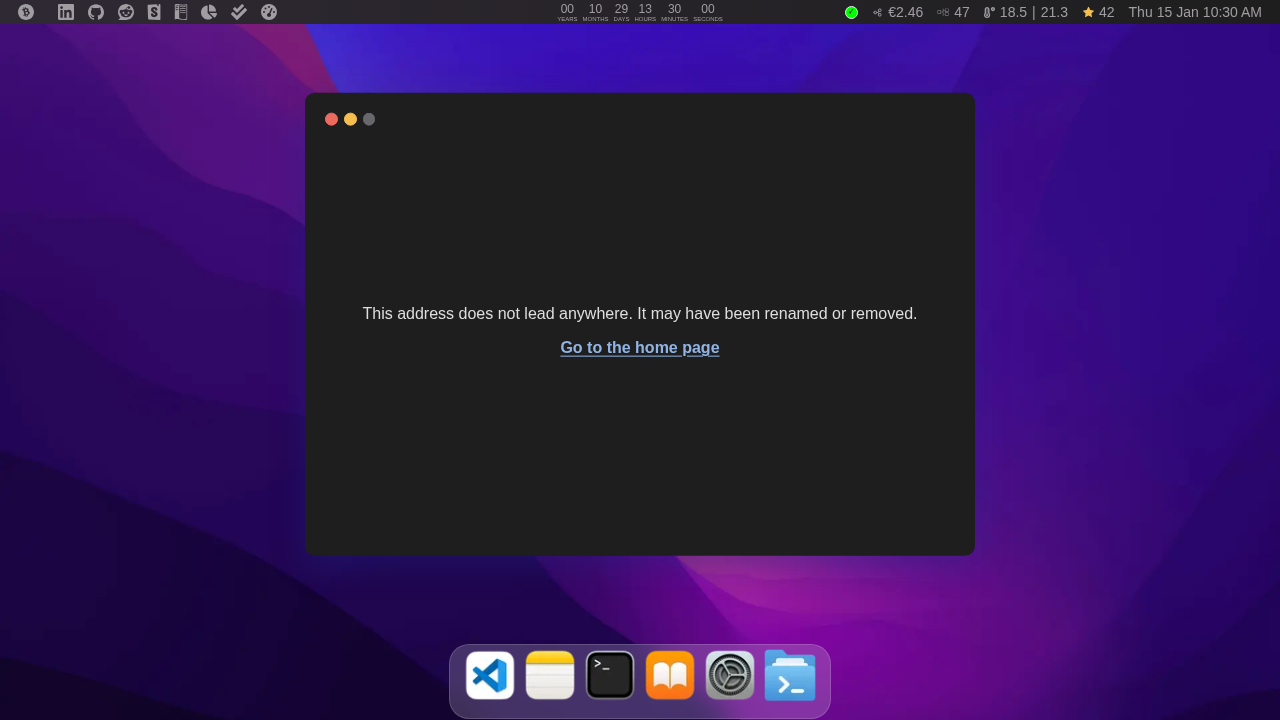 00 10 29 13 30 00
YEARS MONTHS DAYS HOURS MINUTES SECONDS
€2.46 47 18.5 | 21.3 42 Thu 15 Jan 10:30 AM
This address does not lead anywhere. It may have been renamed or removed.
Go to the home page